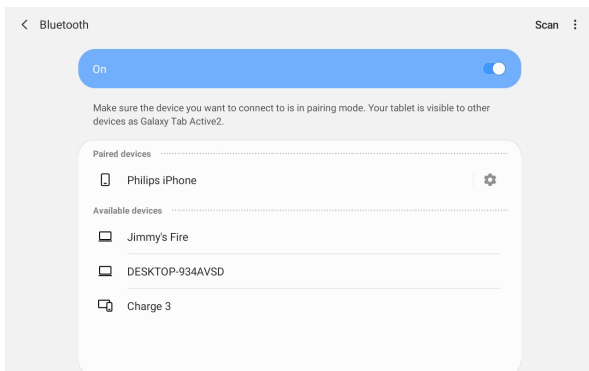 Bluetooth
Scan
On
Make sure the device you want to connect to is in pairing mode. Your tablet is visible to other
devices as Galaxy Tab Active2.
Paired devices
Philips iPhone
Available devices
Jimmy's Fire
DESKTOP-934AVSD
Charge 3